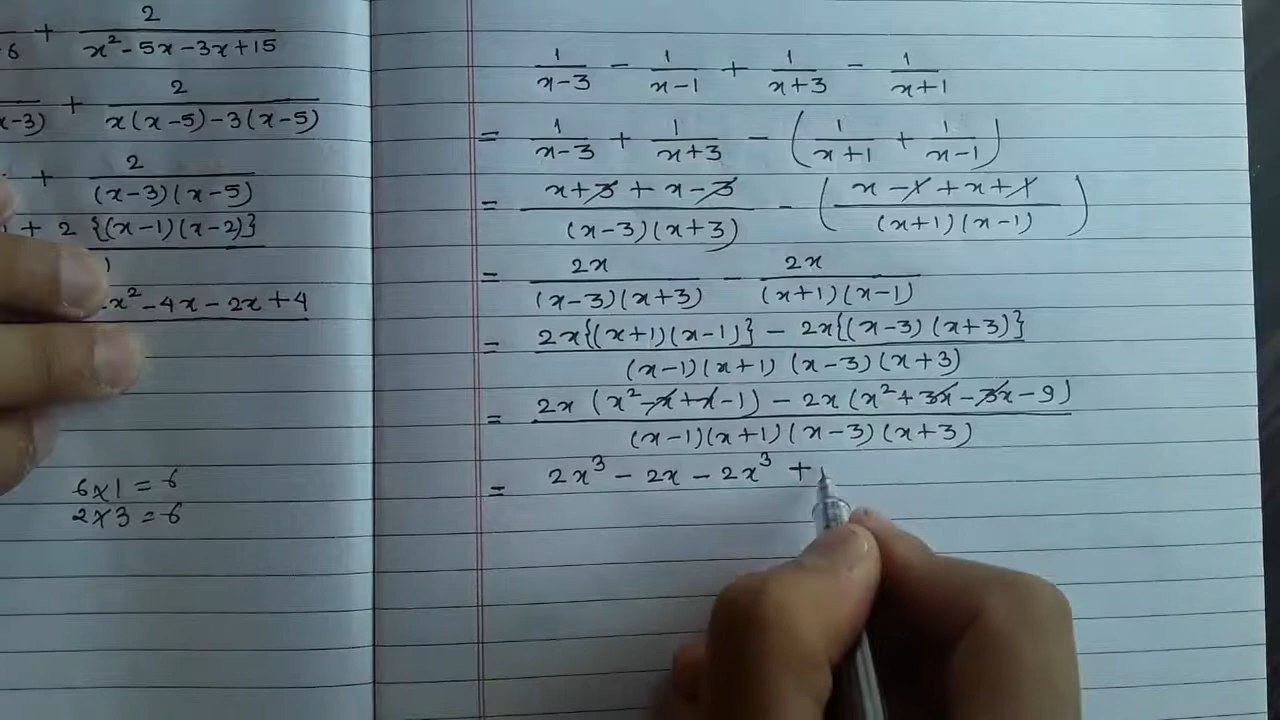 -6 + 2/(x²-5x-3x+15)
(x-3) + 2/(x(x-5)-3(x-5))
+ 2/((x-3)(x-5))
+ 2 {(x-1)(x-2)}
x²-4x-2x+4
6×1 = 6
2×3 = 6
1/(x-3) - 1/(x-1) + 1/(x+3) - 1/(x+1)
= 1/(x-3) + 1/(x+3) - (1/(x+1) + 1/(x-1))
= (x+3+x-3)/((x-3)(x+3)) - ((x-1+x+1)/((x+1)(x-1)))
= 2x/((x-3)(x+3)) - 2x/((x+1)(x-1))
= (2x{(x+1)(x-1)} - 2x{(x-3)(x+3)})/((x-1)(x+1)(x-3)(x+3))
= (2x(x²-x+x-1) - 2x(x²+3x-3x-9))/((x-1)(x+1)(x-3)(x+3))
= 2x³ - 2x - 2x³ +